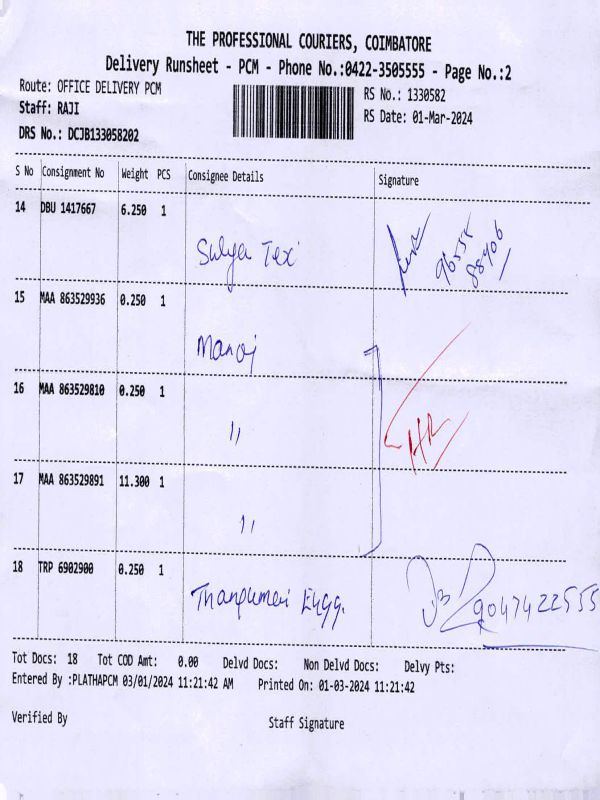 THE PROFESSIONAL COURIERS, COIMBATORE
Delivery Runsheet - PCM - Phone No.:0422-3505555 - Page No.:2
Route: OFFICE DELIVERY PCM
Staff: RAJI
DRS No.: DCJB133058202
RS No.: 1330582
RS Date: 01-Mar-2024
S No Consignment No Weight PCS Consignee Details Signature
14 DBU 1417667 6.250 1
Surya Tex
96555
88906
15 MAA 863529936 0.250 1
Manoj
16 MAA 863529810 0.250 1
"
HR
17 MAA 863529891 11.300 1
"
18 TRP 6902900 0.250 1
Engg.
9047422555
Tot Docs: 18 Tot COD Amt: 0.00 Delvd Docs: Non Delvd Docs: Delvy Pts:
Entered By :PLATHAPCM 03/01/2024 11:21:42 AM Printed On: 01-03-2024 11:21:42
Verified By Staff Signature